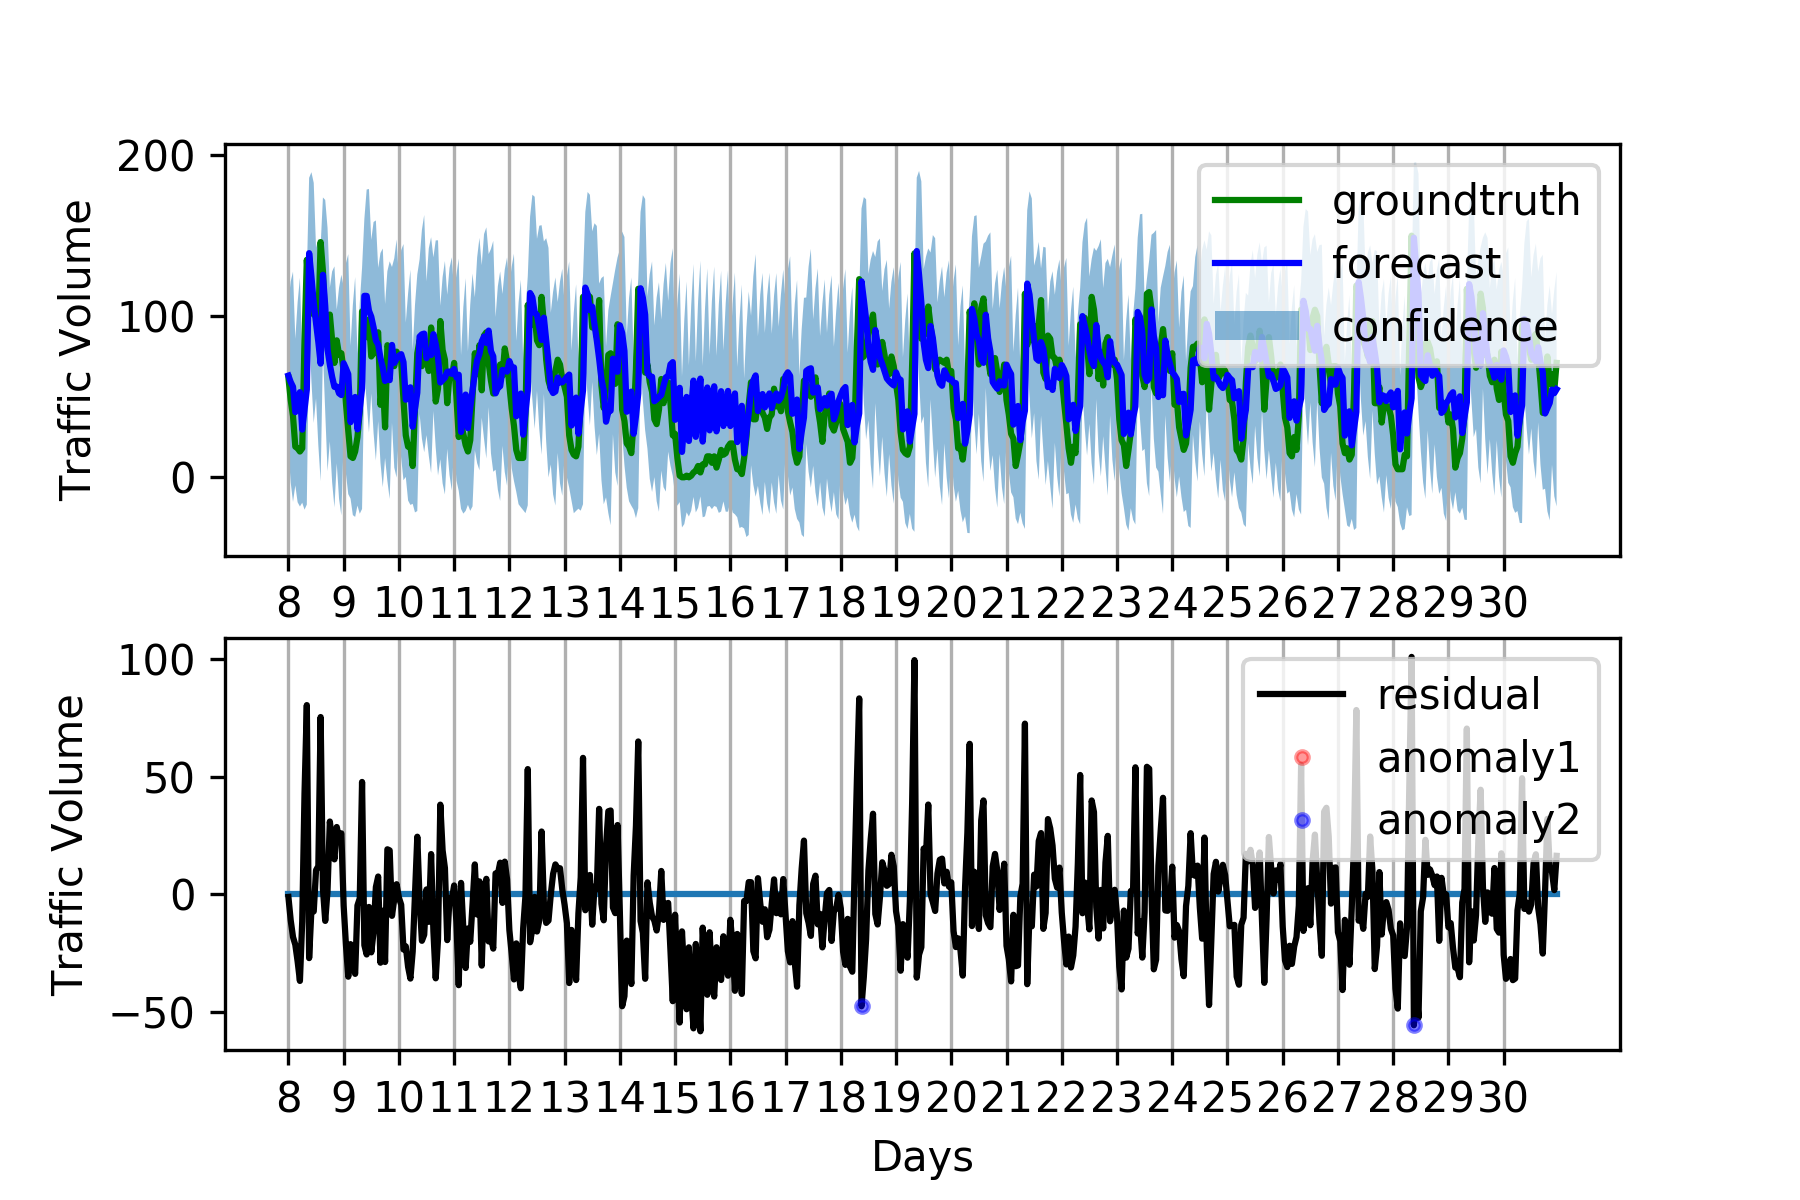 200
100
0
Traffic Volume
groundtruth
forecast
confidence
8 9 10 11 12 13 14 15 16 17 18 19 20 21 22 23 24 25 26 27 28 29 30
100
50
0
−50
Traffic Volume
residual
anomaly1
anomaly2
8 9 10 11 12 13 14 15 16 17 18 19 20 21 22 23 24 25 26 27 28 29 30
Days